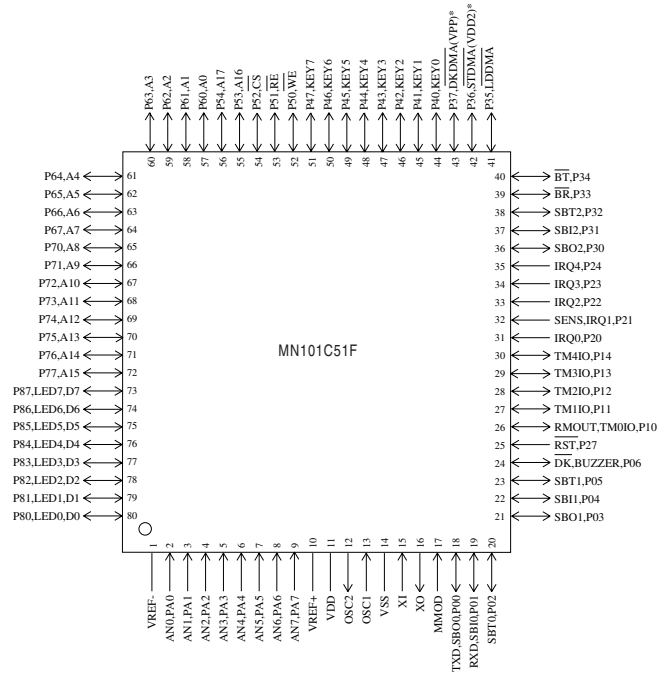 P63,A3
P62,A2
P61,A1
P60,A0
P54,A17
P53,A16
P52,CS
P51,RE
P50,WE
P47,KEY7
P46,KEY6
P45,KEY5
P44,KEY4
P43,KEY3
P42,KEY2
P41,KEY1
P40,KEY0
P37,DKDMA(VPP)*
P36,STDMA(VDD2)*
P35,LDDMA
60
59
58
57
56
55
54
53
52
51
50
49
48
47
46
45
44
43
42
41
P64,A4 61
P65,A5 62
P66,A6 63
P67,A7 64
P70,A8 65
P71,A9 66
P72,A10 67
P73,A11 68
P74,A12 69
P75,A13 70
P76,A14 71
P77,A15 72
P87,LED7,D7 73
P86,LED6,D6 74
P85,LED5,D5 75
P84,LED4,D4 76
P83,LED3,D3 77
P82,LED2,D2 78
P81,LED1,D1 79
P80,LED0,D0 80
MN101C51F
40 BT,P34
39 BR,P33
38 SBT2,P32
37 SBI2,P31
36 SBO2,P30
35 IRQ4,P24
34 IRQ3,P23
33 IRQ2,P22
32 SENS,IRQ1,P21
31 IRQ0,P20
30 TM4IO,P14
29 TM3IO,P13
28 TM2IO,P12
27 TM1IO,P11
26 RMOUT,TM0IO,P10
25 RST,P27
24 DK,BUZZER,P06
23 SBT1,P05
22 SBI1,P04
21 SBO1,P03
1
2
3
4
5
6
7
8
9
10
11
12
13
14
15
16
17
18
19
20
VREF-
AN0,PA0
AN1,PA1
AN2,PA2
AN3,PA3
AN4,PA4
AN5,PA5
AN6,PA6
AN7,PA7
VREF+
VDD
OSC2
OSC1
VSS
XI
XO
MMOD
TXD,SBO0,P00
RXD,SBI0,P01
SBT0,P02